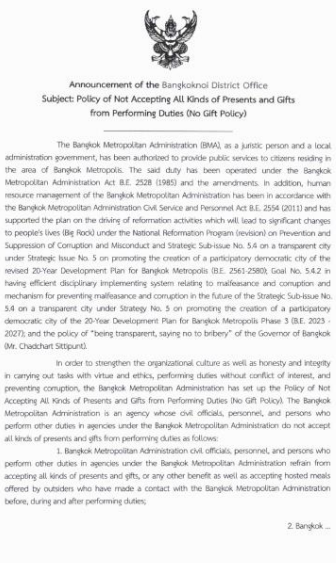 Announcement of the Bangkoknoi District Office
Subject: Policy of Not Accepting All Kinds of Presents and Gifts
from Performing Duties (No Gift Policy)
The Bangkok Metropolitan Administration (BMA), as a juristic person and a local
administration government, has been authorized to provide public services to citizens residing in
the area of Bangkok Metropolis. The said duty has been operated under the Bangkok
Metropolitan Administration Act B.E. 2528 (1985) and the amendments. In addition, human
resource management of the Bangkok Metropolitan Administration has been in accordance with
the Bangkok Metropolitan Administration Civil Service and Personnel Act B.E. 2554 (2011) and has
supported the plan on the driving of reformation activities which will lead to significant changes
to people's lives (Big Rock) under the National Reformation Program (revision) on Prevention and
Suppression of Corruption and Misconduct and Strategic Sub-issue No. 5.4 on a transparent city
under Strategic Issue No. 5 on promoting the creation of a participatory democratic city of the
revised 20-Year Development Plan for Bangkok Metropolis (B.E. 2561-2580); Goal No. 5.4.2 in
having efficient disciplinary implementing system relating to malfeasance and corruption and
mechanism for preventing malfeasance and corruption in the future of the Strategic Sub-issue No.
5.4 on a transparent city under Strategy No. 5 on promoting the creation of a participatory
democratic city of the 20-Year Development Plan for Bangkok Metropolis Phase 3 (B.E. 2023 -
2027); and the policy of "being transparent, saying no to bribery" of the Governor of Bangkok
(Mr. Chadchart Sittipunt).
In order to strengthen the organizational culture as well as honesty and integrity
in carrying out tasks with virtue and ethics, performing duties without conflict of interest, and
preventing corruption, the Bangkok Metropolitan Administration has set up the Policy of Not
Accepting All Kinds of Presents and Gifts from Performing Duties (No Gift Policy). The Bangkok
Metropolitan Administration is an agency whose civil officials, personnel, and persons who
perform other duties in agencies under the Bangkok Metropolitan Administration do not accept
all kinds of presents and gifts from performing duties as follows:
1. Bangkok Metropolitan Administration civil officials, personnel, and persons who
perform other duties in agencies under the Bangkok Metropolitan Administration refrain from
accepting all kinds of presents and gifts, or any other benefit as well as accepting hosted meals
offered by outsiders who have made a contact with the Bangkok Metropolitan Administration
before, during and after performing duties;
2. Bangkok ...